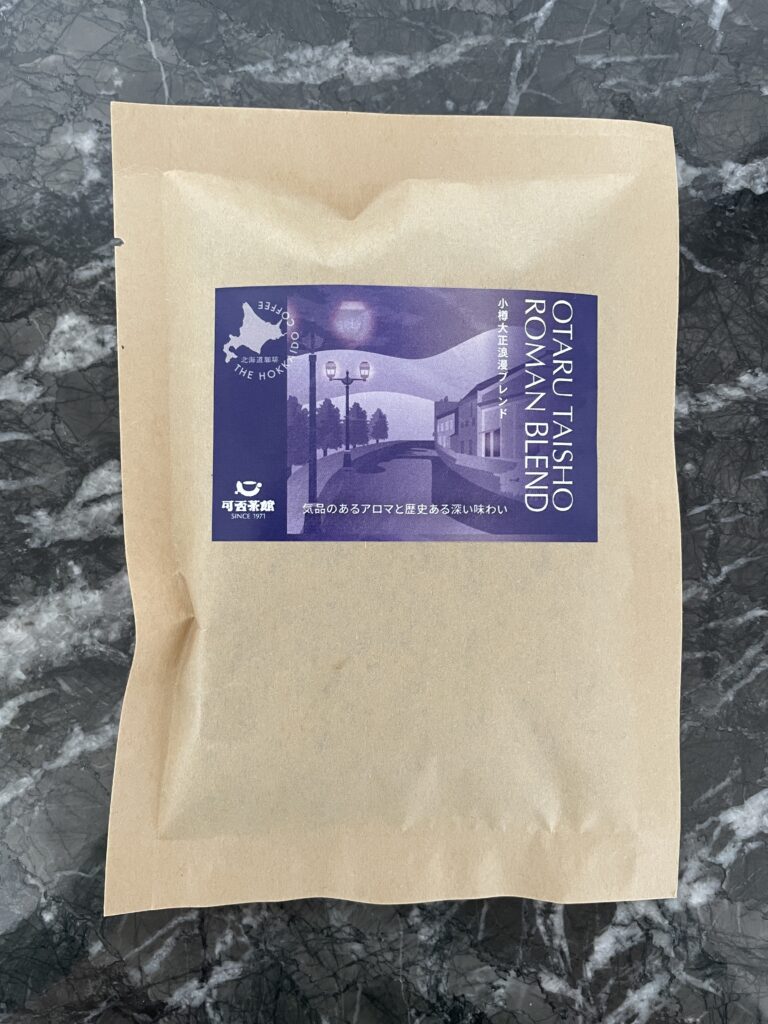 OTARU TAISHO
ROMAN BLEND
小樽大正浪漫ブレンド
THE HOKKAIDO COFFEE
北海道珈琲
可否茶館
SINCE 1971
気品のあるアロマと歴史ある深い味わい